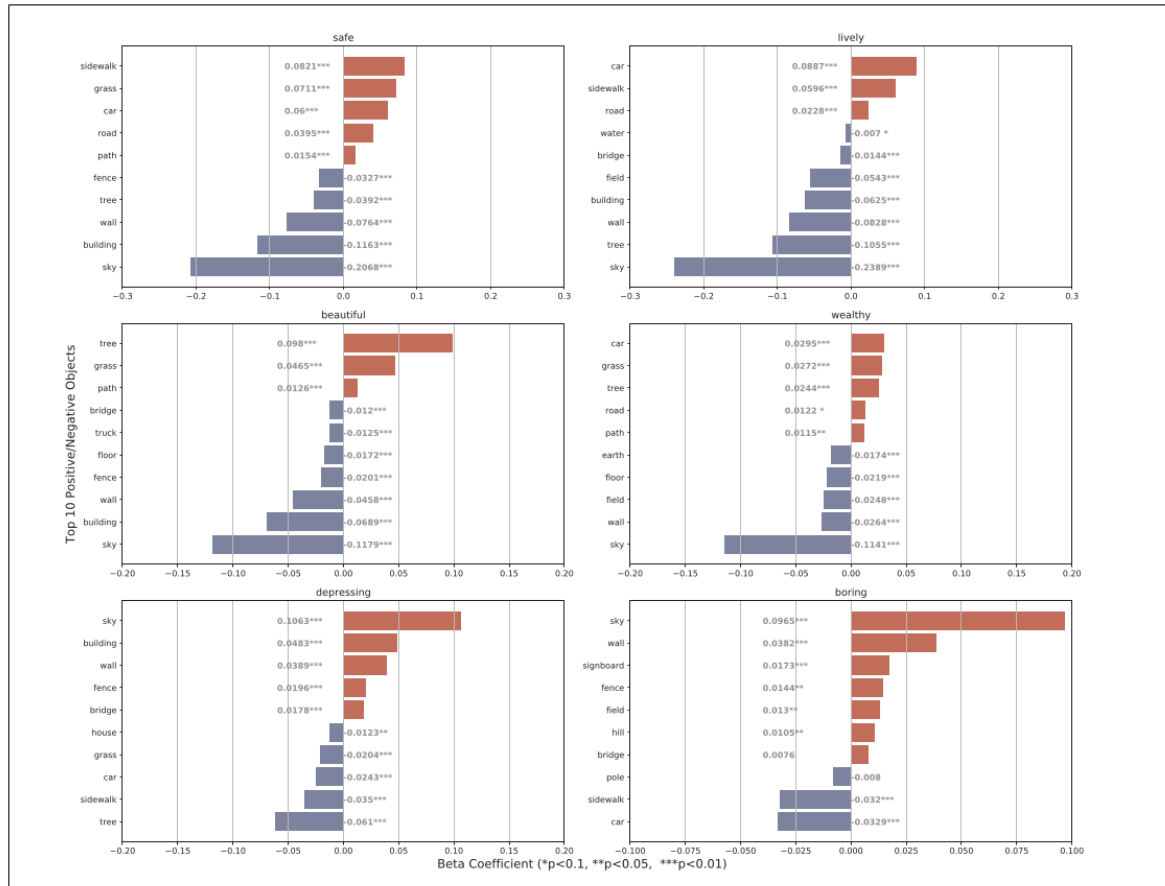 safe
sidewalk 0.0821***
grass 0.0711***
car 0.06***
road 0.0395***
path 0.0154***
fence -0.0327***
tree -0.0392***
wall -0.0764***
building -0.1163***
sky -0.2068***
−0.3 −0.2 −0.1 0.0 0.1 0.2 0.3
lively
car 0.0887***
sidewalk 0.0596***
road 0.0228***
water -0.007 *
bridge -0.0144***
field -0.0543***
building -0.0625***
wall -0.0828***
tree -0.1055***
sky -0.2389***
−0.3 −0.2 −0.1 0.0 0.1 0.2 0.3
Top 10 Positive/Negative Objects
beautiful
tree 0.098***
grass 0.0465***
path 0.0126***
bridge -0.012***
truck -0.0125***
floor -0.0172***
fence -0.0201***
wall -0.0458***
building -0.0689***
sky -0.1179***
−0.20 −0.15 −0.10 −0.05 0.00 0.05 0.10 0.15 0.20
wealthy
car 0.0295***
grass 0.0272***
tree 0.0244***
road 0.0122 *
path 0.0115**
earth -0.0174***
floor -0.0219***
field -0.0248***
wall -0.0264***
sky -0.1141***
−0.20 −0.15 −0.10 −0.05 0.00 0.05 0.10 0.15 0.20
depressing
sky 0.1063***
building 0.0483***
wall 0.0389***
fence 0.0196***
bridge 0.0178***
house -0.0123**
grass -0.0204***
car -0.0243***
sidewalk -0.035***
tree -0.061***
−0.20 −0.15 −0.10 −0.05 0.00 0.05 0.10 0.15 0.20
boring
sky 0.0965***
wall 0.0382***
signboard 0.0173***
fence 0.0144**
field 0.013**
hill 0.0105**
bridge 0.0076
pole -0.008
sidewalk -0.032***
car -0.0329***
−0.100 −0.075 −0.050 −0.025 0.000 0.025 0.050 0.075 0.100
Beta Coefficient (*p<0.1, **p<0.05, ***p<0.01)